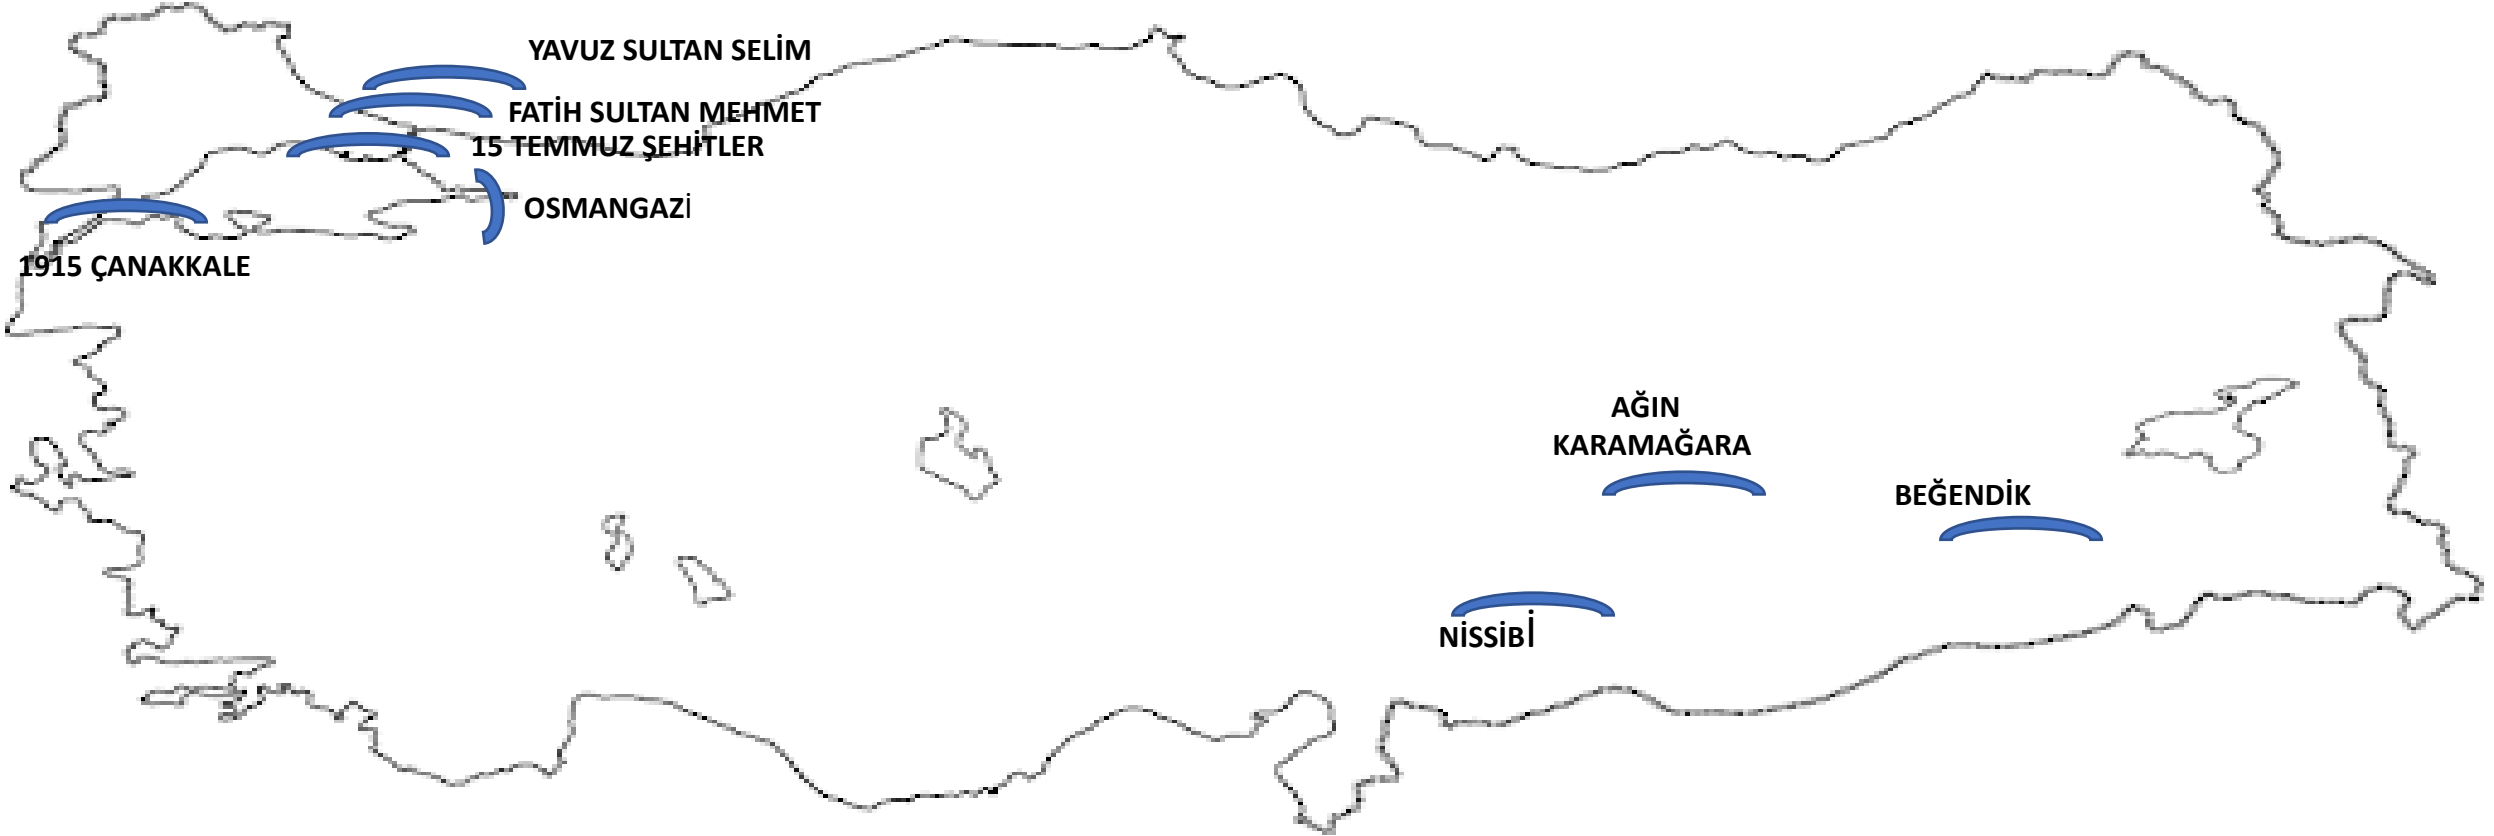 YAVUZ SULTAN SELİM
FATİH SULTAN MEHMET
15 TEMMUZ ŞEHİTLER
OSMANGAZİ
1915 ÇANAKKALE
AĞIN
KARAMAĞARA
BEĞENDİK
NİSSİBİ